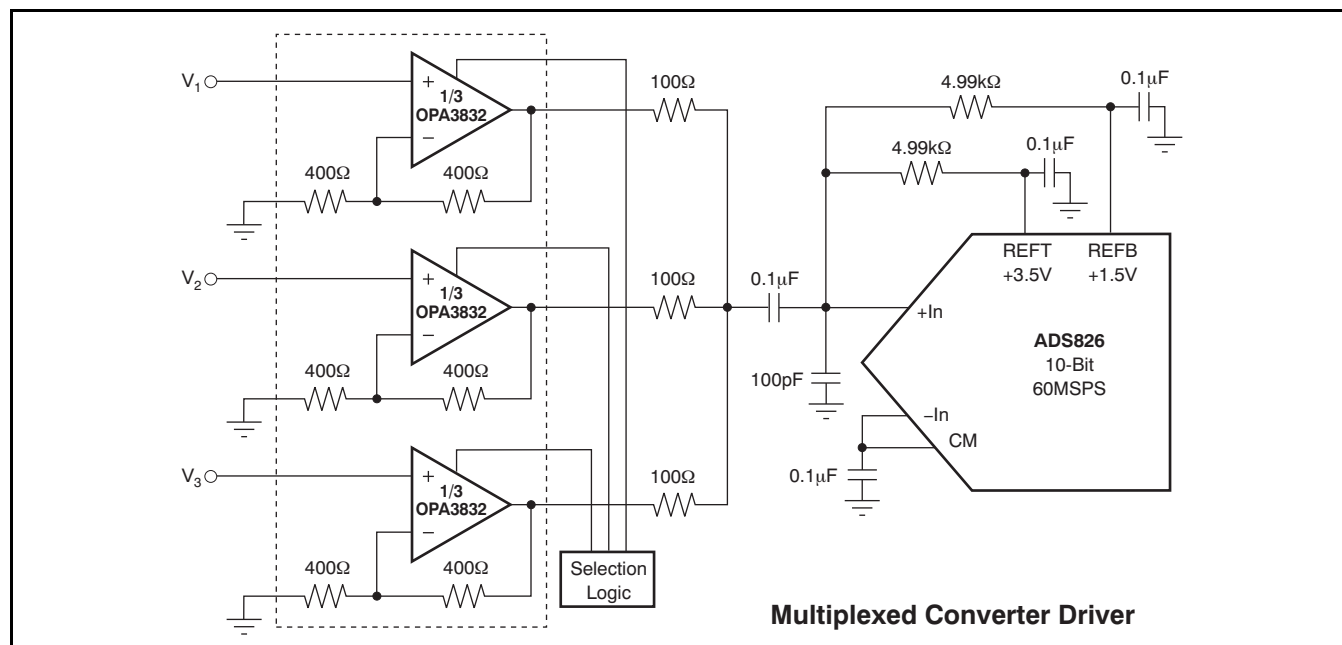 V1
+
1/3
OPA3832
−
400Ω
400Ω
100Ω
V2
+
1/3
OPA3832
−
400Ω
400Ω
100Ω
V3
+
1/3
OPA3832
−
400Ω
400Ω
100Ω
Selection
Logic
0.1μF
100pF
4.99kΩ
0.1μF
4.99kΩ
0.1μF
REFT
+3.5V
REFB
+1.5V
+In
ADS826
10-Bit
60MSPS
−In
CM
0.1μF
Multiplexed Converter Driver